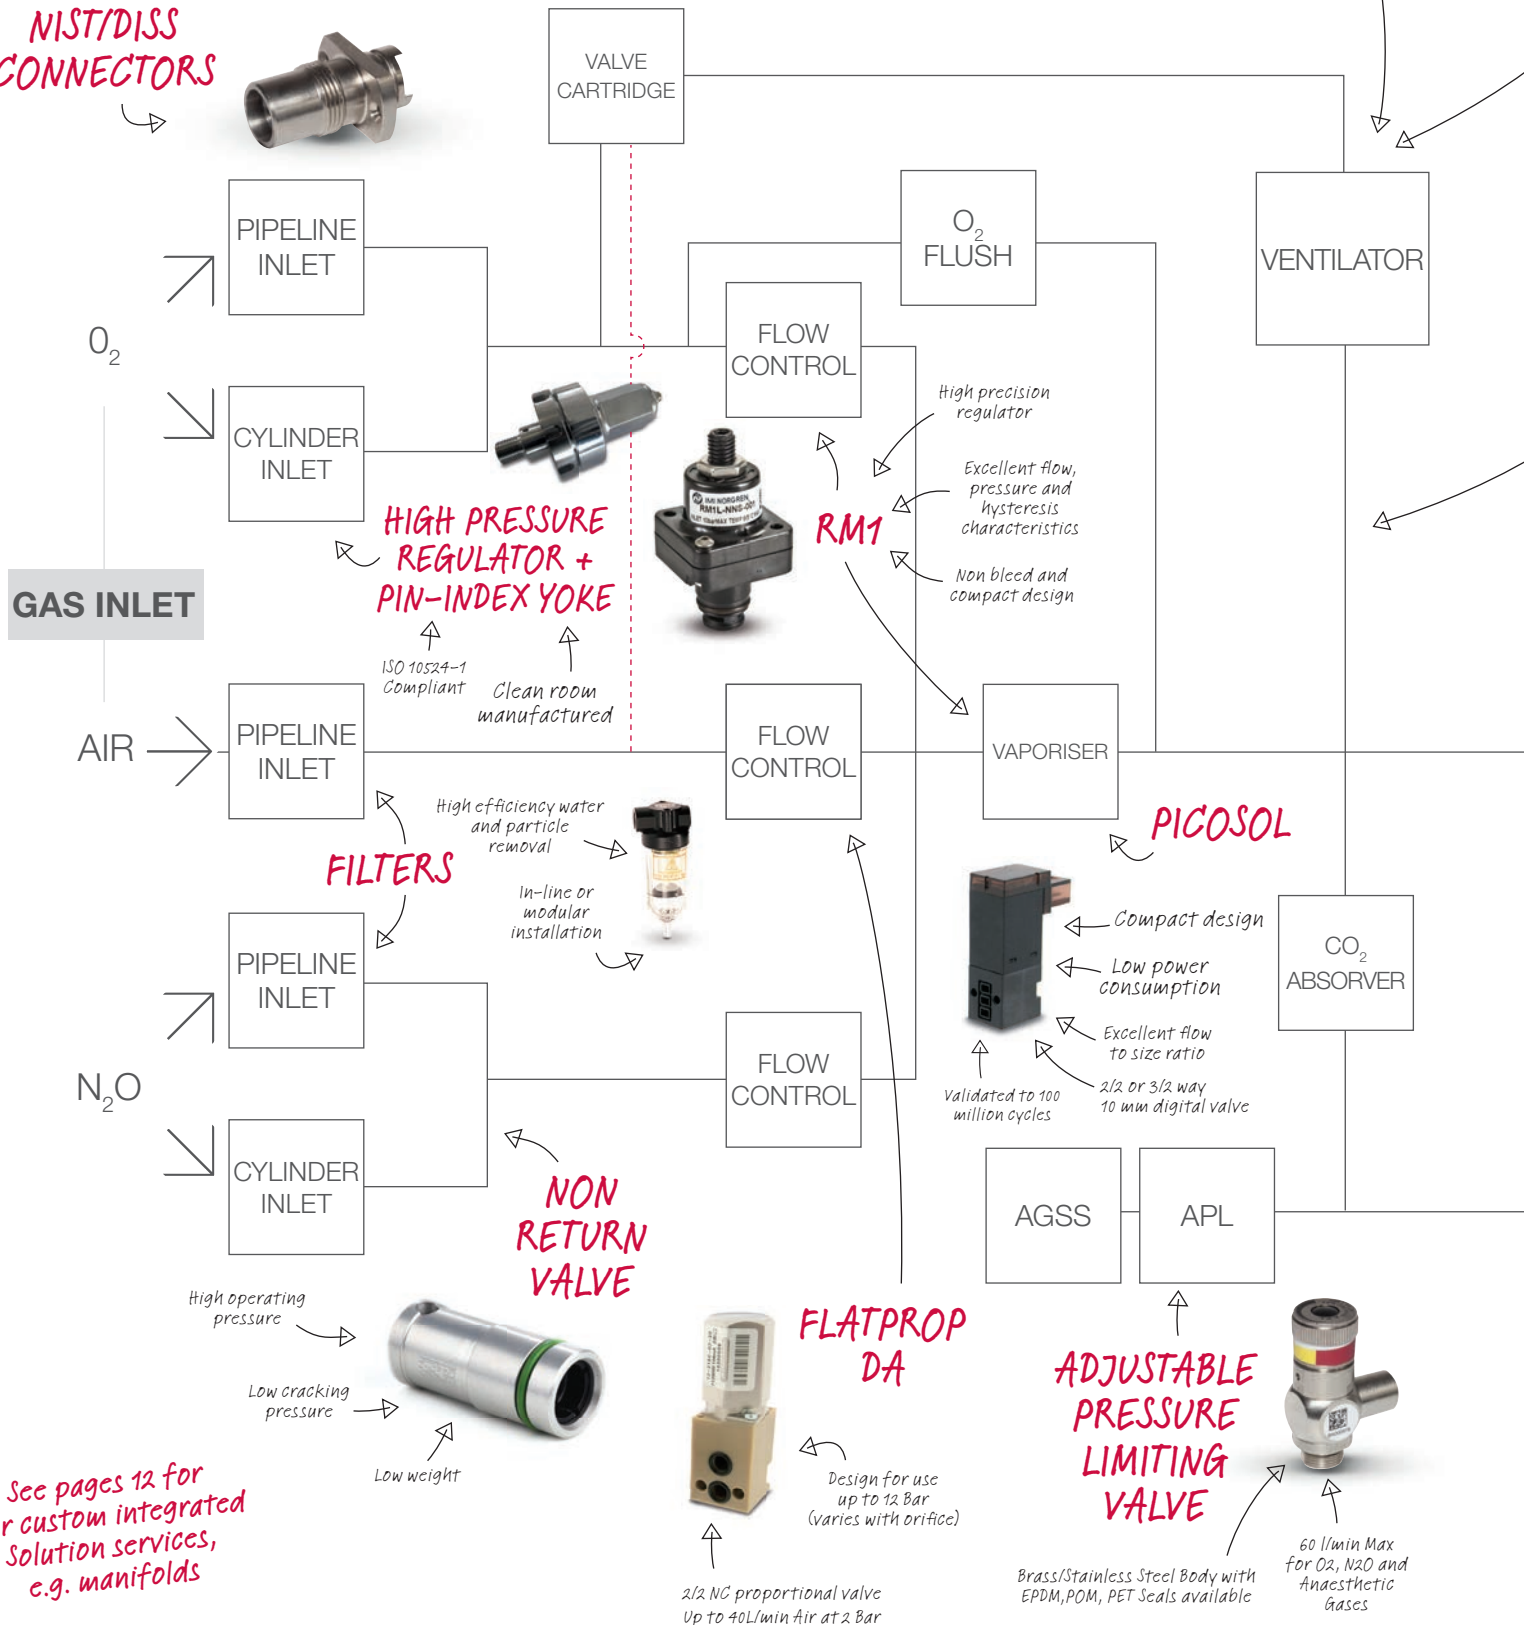 NIST/DISS
CONNECTORS
VALVE
CARTRIDGE
PIPELINE
INLET
O2
FLUSH
VENTILATOR
02
FLOW
CONTROL
CYLINDER
INLET
High precision
regulator
Excellent flow,
pressure and
hysteresis
characteristics
IMI NORGREN
RM1L-NNS-001
RM1
HIGH PRESSURE
REGULATOR +
PIN-INDEX YOKE
Non bleed and
compact design
GAS INLET
ISO 10524-1
Compliant
Clean room
manufactured
AIR
PIPELINE
INLET
FLOW
CONTROL
VAPORISER
High efficiency water
and particle
removal
PICOSOL
FILTERS
In-line or
modular
installation
Compact design
Low power
consumption
CO2
ABSORVER
PIPELINE
INLET
Excellent flow
to size ratio
N2O
FLOW
CONTROL
Validated to 100
million cycles
2/2 or 3/2 way
10 mm digital valve
CYLINDER
INLET
NON
RETURN
VALVE
AGSS
APL
High operating
pressure
FLATPROP
DA
Low cracking
pressure
ADJUSTABLE
PRESSURE
LIMITING
VALVE
Low weight
Design for use
up to 12 Bar
(varies with orifice)
See pages 12 for
r custom integrated
Solution services,
e.g. manifolds
2/2 NC proportional valve
Up to 40L/min Air at 2 Bar
Brass/Stainless Steel Body with
EPDM,POM, PET Seals available
60 l/min Max
for O2, N2O and
Anaesthetic
Gases